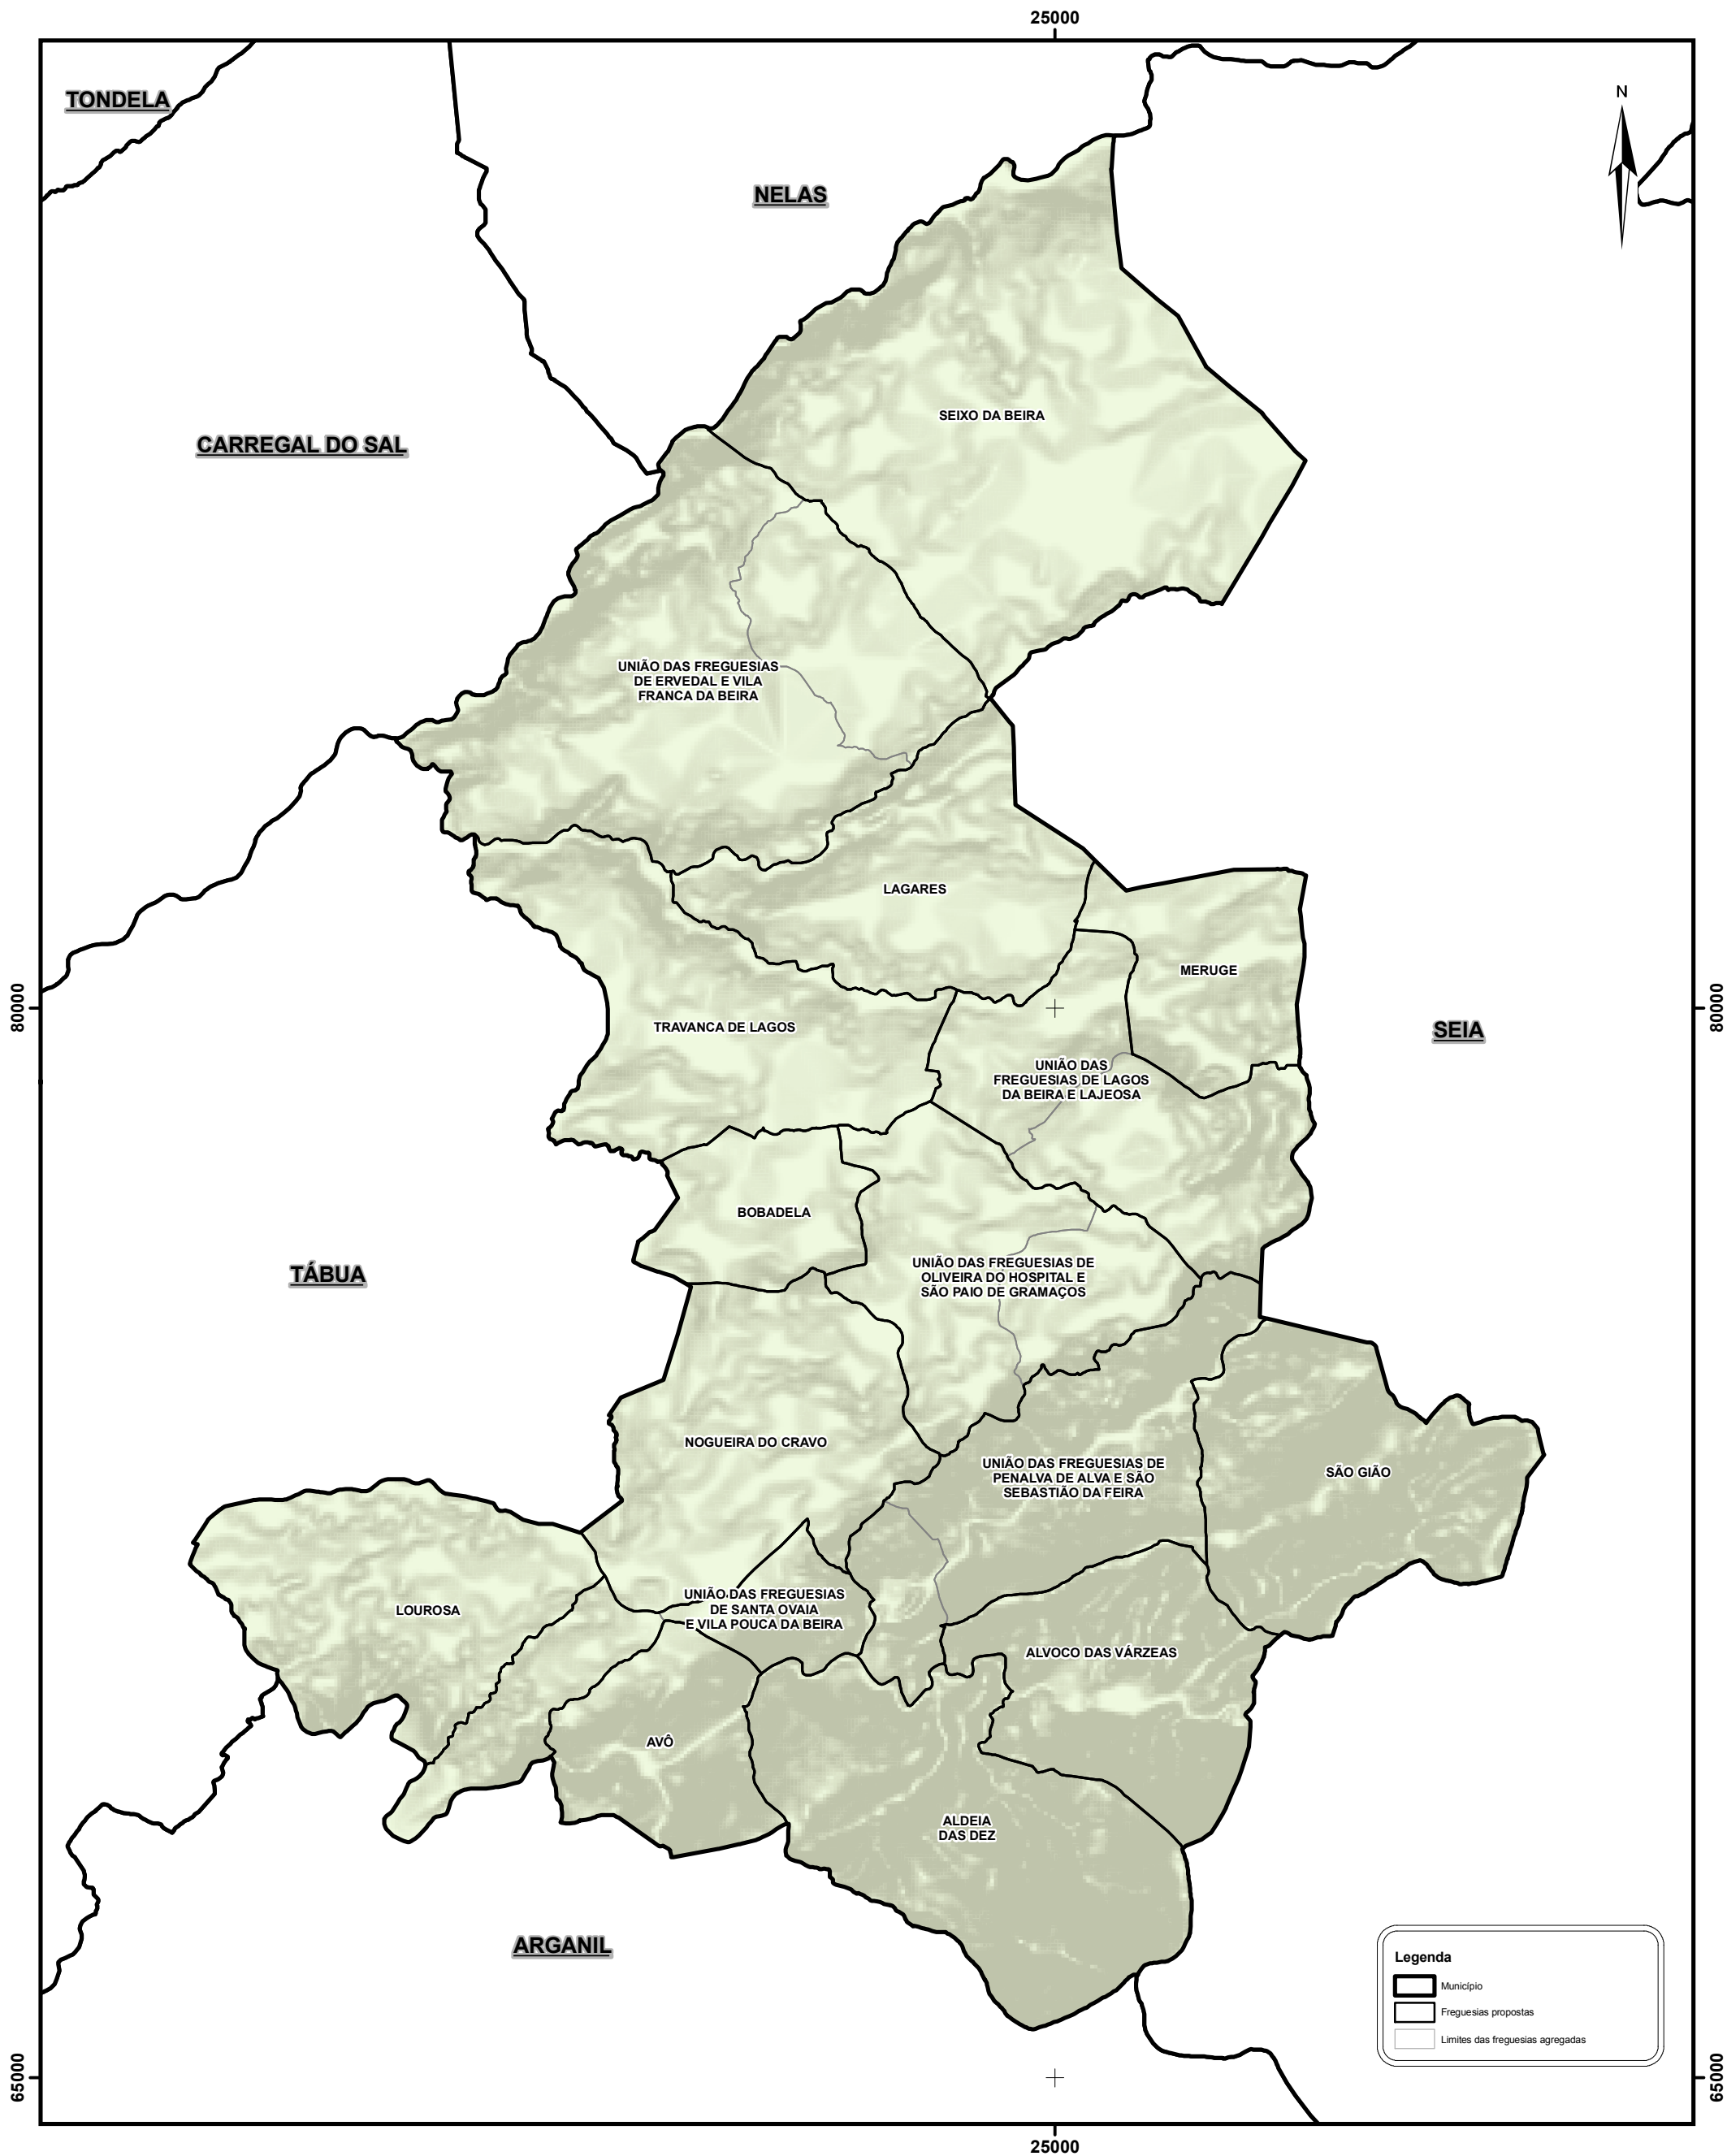 25000
TONDELA
N
NELAS
SEIXO DA BEIRA
CARREGAL DO SAL
UNIÃO DAS FREGUESIAS
DE ERVEDAL E VILA
FRANCA DA BEIRA
LAGARES
MERUGE
80000
80000
TRAVANCA DE LAGOS
SEIA
UNIÃO DAS
FREGUESIAS DE LAGOS
DA BEIRA E LAJEOSA
BOBADELA
TÁBUA
UNIÃO DAS FREGUESIAS DE
OLIVEIRA DO HOSPITAL E
SÃO PAIO DE GRAMAÇOS
NOGUEIRA DO CRAVO
UNIÃO DAS FREGUESIAS DE
PENALVA DE ALVA E SÃO
SEBASTIÃO DA FEIRA
SÃO GIÃO
UNIÃO DAS FREGUESIAS
DE SANTA OVAIA
E VILA POUCA DA BEIRA
LOUROSA
ALVOCO DAS VÁRZEAS
AVÔ
ALDEIA
DAS DEZ
ARGANIL
Legenda
Município
Freguesias propostas
Limites das freguesias agregadas
65000
65000
25000